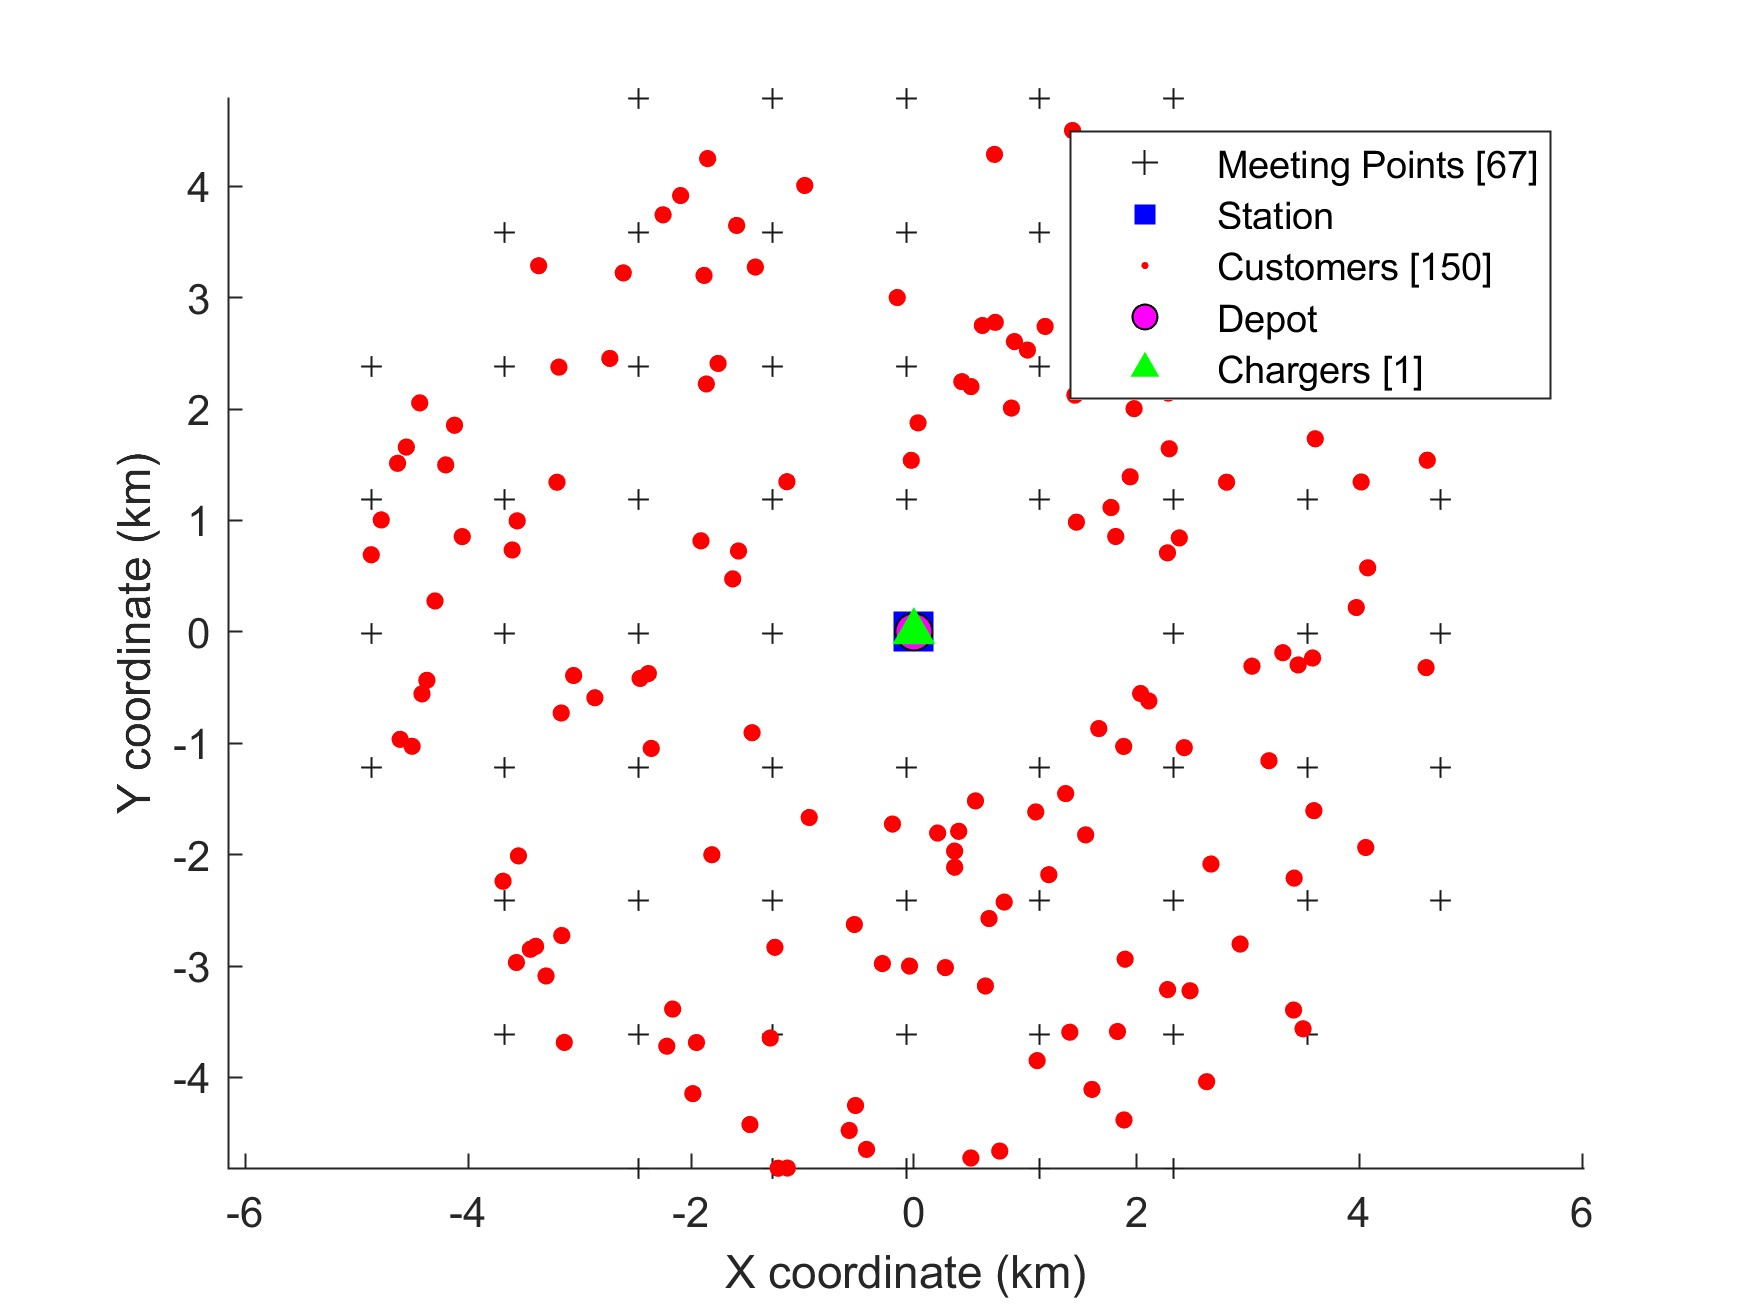 4
3
2
1
0
-1
-2
-3
-4
Y coordinate (km)
Meeting Points [67]
Station
Customers [150]
Depot
Chargers [1]
-6 -4 -2 0 2 4 6
X coordinate (km)